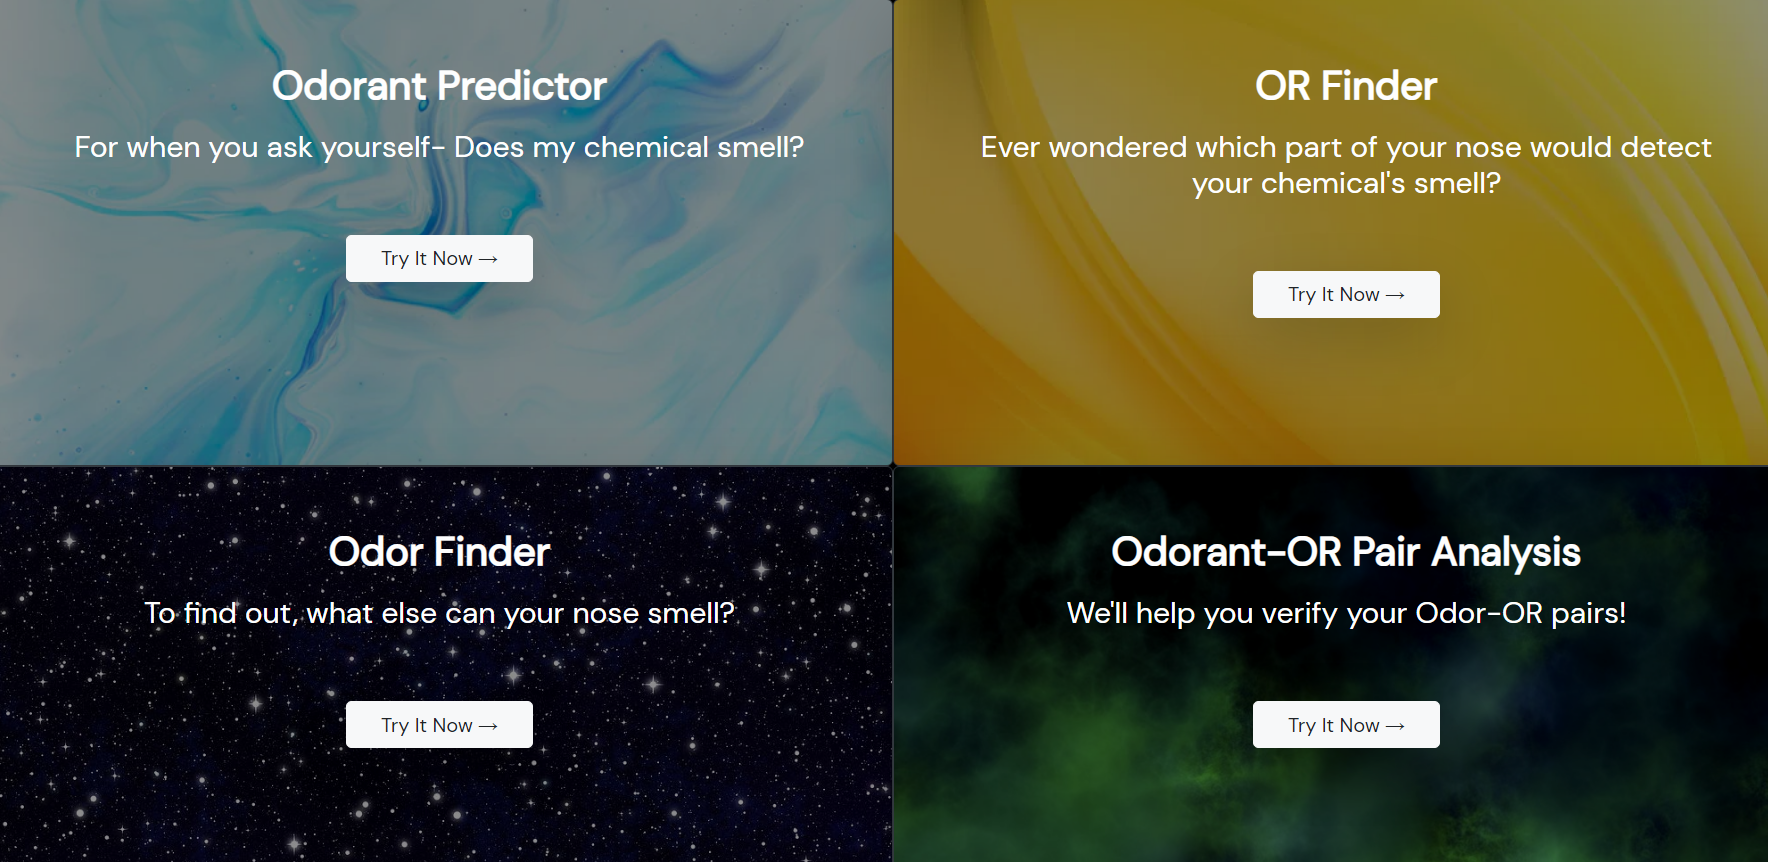 Odorant Predictor
For when you ask yourself- Does my chemical smell?
Try It Now →
OR Finder
Ever wondered which part of your nose would detect
your chemical's smell?
Try It Now →
Odor Finder
To find out, what else can your nose smell?
Try It Now →
Odorant-OR Pair Analysis
We'll help you verify your Odor-OR pairs!
Try It Now →